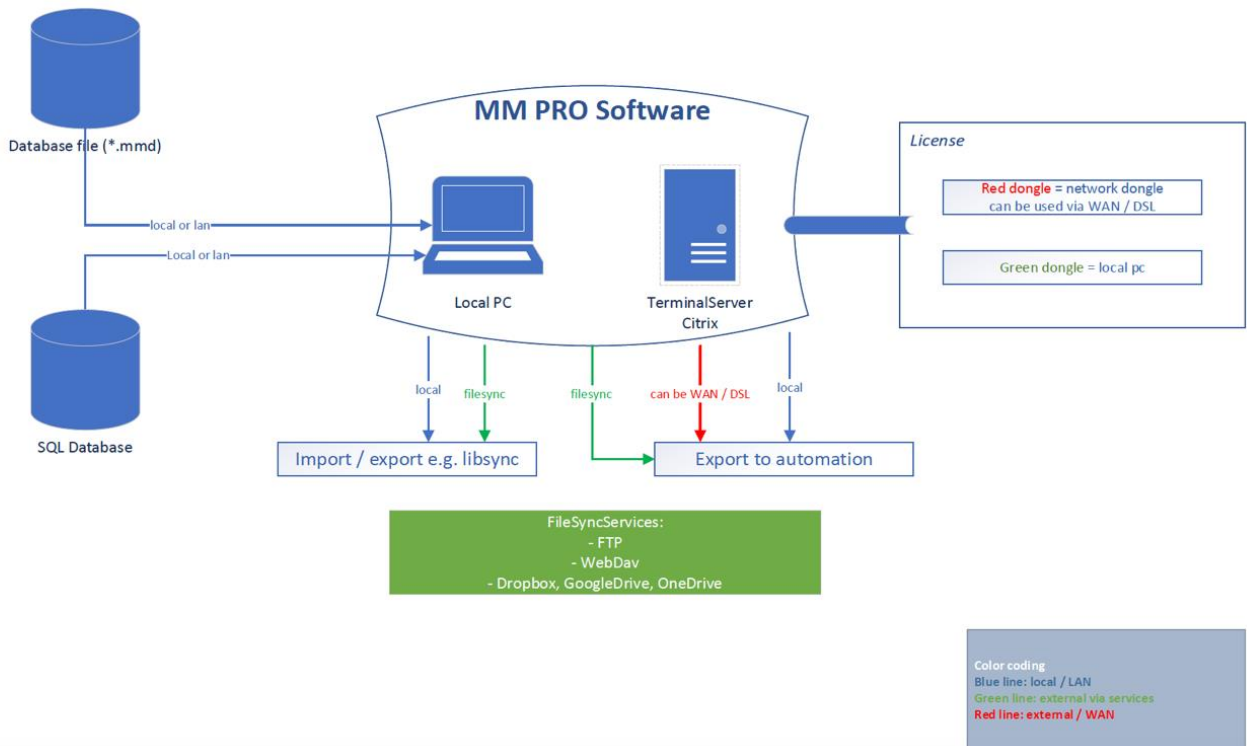 Database file (*.mmd)
local or lan
Local or lan
SQL Database
MM PRO Software
Local PC
TerminalServer
Citrix
License
Red dongle = network dongle
can be used via WAN / DSL
Green dongle = local pc
local
filesync
filesync
can be WAN / DSL
local
Import / export e.g. libsync
Export to automation
FileSyncServices:
- FTP
- WebDav
- Dropbox, GoogleDrive, OneDrive
Color coding
Blue line: local / LAN
Green line: external via services
Red line: external / WAN